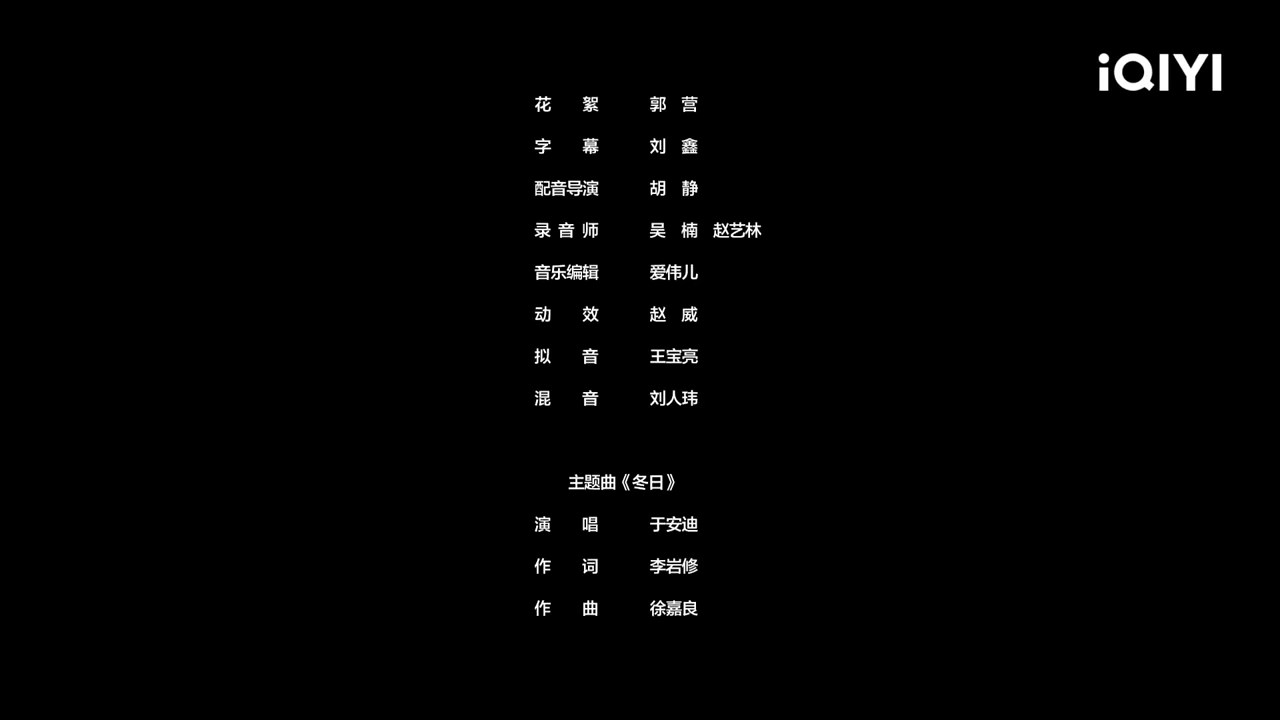 iQIYI
花 絮 郭 营
字 幕 刘 鑫
配音导演 胡 静
录 音 师 吴 楠 赵艺林
音乐编辑 爱伟儿
动 效 赵 威
拟 音 王宝亮
混 音 刘人玮
主题曲《冬日》
演 唱 于安迪
作 词 李岩修
作 曲 徐嘉良